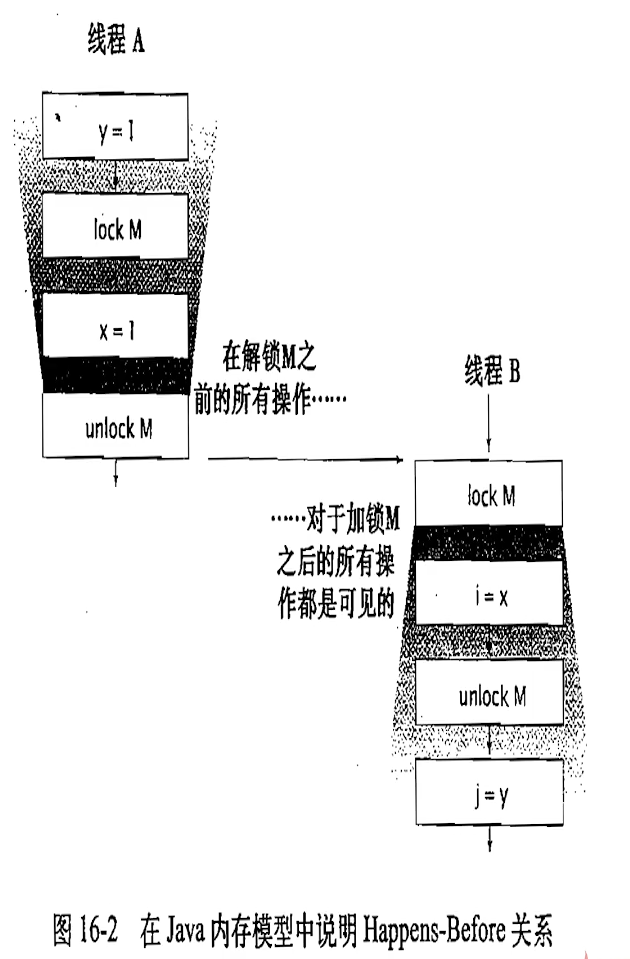 线程 A
y = 1
lock M
x = 1
unlock M
在解锁M之
前的所有操作……
线程 B
lock M
……对于加锁M
之后的所有操
作都是可见的
i = x
unlock M
j = y
图 16-2 在 Java 内存模型中说明 Happens-Before 关系